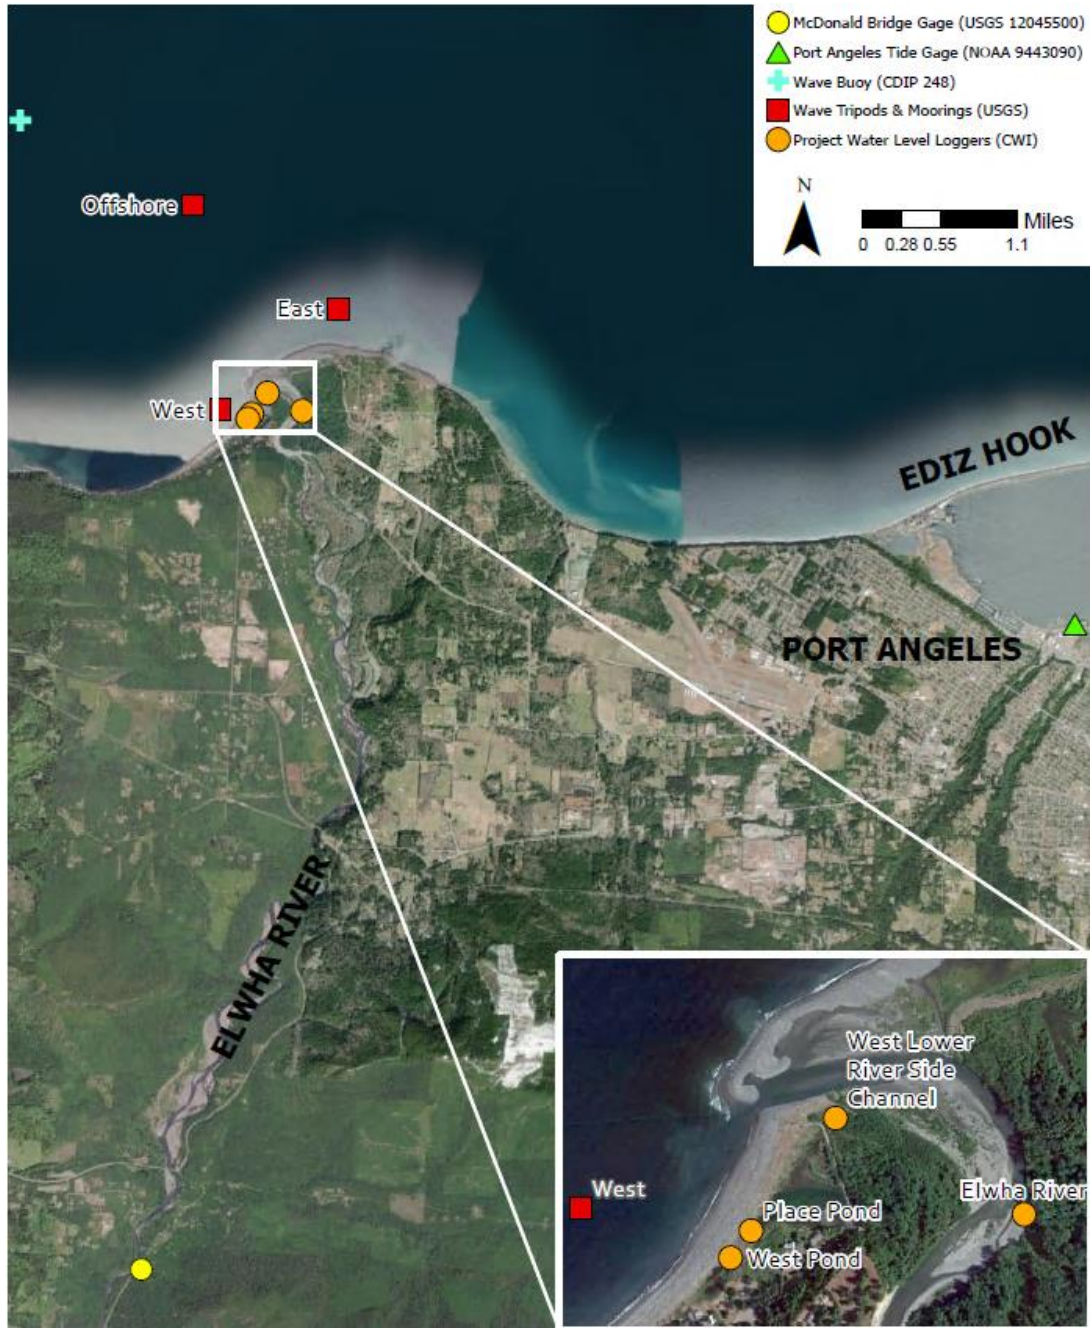 McDonald Bridge Gage (USGS 12045500)
Port Angeles Tide Gage (NOAA 9443090)
Wave Buoy (CDIP 248)
Wave Tripods & Moorings (USGS)
Project Water Level Loggers (CWI)
N
Miles
0 0.28 0.55 1.1
Offshore
East
West
EDIZ HOOK
PORT ANGELES
ELWHA RIVER
West Lower
River Side
Channel
West
Elwha River
Place Pond
West Pond